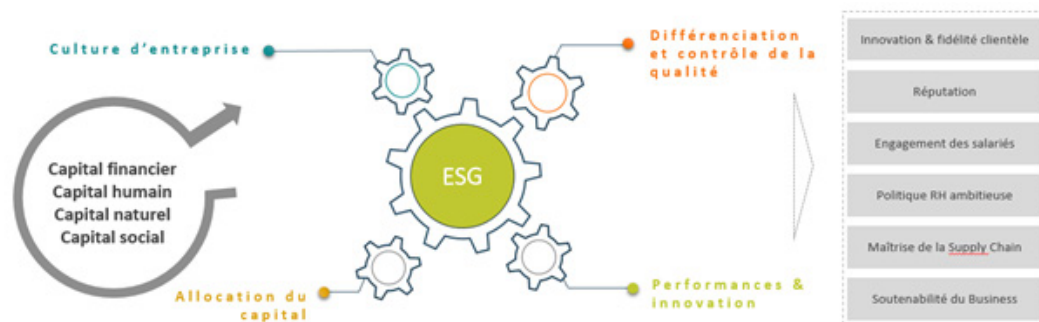 Culture d'entreprise
Différenciation
et contrôle de la
qualité
Capital financier
Capital humain
Capital naturel
Capital social
ESG
Allocation du
capital
Performances &
innovation
Innovation & fidélité clientèle
Réputation
Engagement des salariés
Politique RH ambitieuse
Maîtrise de la Supply Chain
Soutenabilité du Business